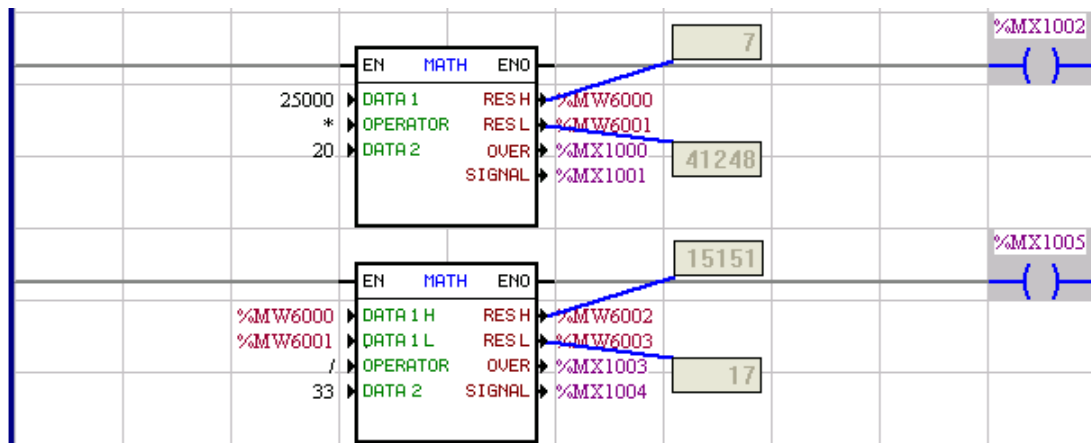 %MX1002
7
EN MATH ENO
( )
25000 DATA 1 RES H %MW6000
* OPERATOR RES L %MW6001
20 DATA 2 OVER %MX1000
41248
SIGNAL %MX1001
%MX1005
15151
EN MATH ENO
( )
%MW6000 DATA 1 H RES H %MW6002
%MW6001 DATA 1 L RES L %MW6003
/ OPERATOR OVER %MX1003
17
33 DATA 2 SIGNAL %MX1004